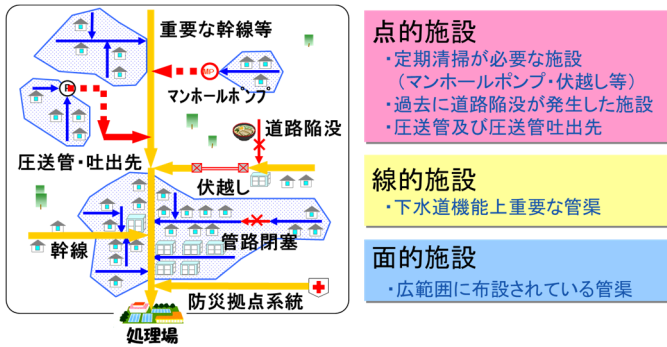 重要な幹線等
MP
マンホールポンプ
P
道路陥没
圧送管・吐出先
伏越し
管路閉塞
幹線
防災拠点系統
処理場
点的施設
・定期清掃が必要な施設
（マンホールポンプ・伏越し等）
・過去に道路陥没が発生した施設
・圧送管及び圧送管吐出先
線的施設
・下水道機能上重要な管渠
面的施設
・広範囲に布設されている管渠